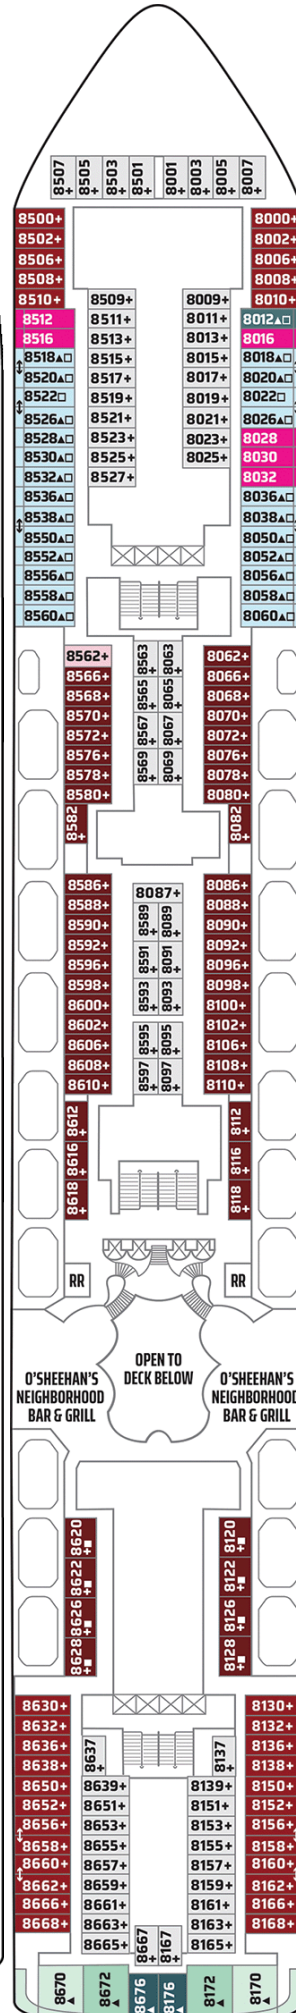 8507+ 8505+ 8503+ 8501+ 8001+ 8003+ 8005+ 8007+
8500+ 8000+
8502+ 8002+
8506+ 8006+
8508+ 8008+
8510+ 8509+ 8009+ 8010+
8512 8511+ 8011+ 8012▲□
8516 8513+ 8013+ 8016
8518▲□ 8515+ 8015+ 8018▲□
8520▲□ 8517+ 8017+ 8020▲□
8522□ 8519+ 8019+ 8022□
8526▲□ 8521+ 8021+ 8026▲□
8528▲□ 8523+ 8023+ 8028
8530▲□ 8525+ 8025+ 8030
8532▲□ 8527+ 8032
8536▲□ 8036▲□
8538▲□ 8038▲□
8550▲□ 8050▲□
8552▲□ 8052▲□
8556▲□ 8056▲□
8558▲□ 8058▲□
8560▲□ 8060▲□
8562+ 8563+ 8063+ 8062+
8566+ 8066+
8568+ 8565+ 8065+ 8068+
8570+ 8070+
8572+ 8567+ 8067+ 8072+
8576+ 8076+
8578+ 8569+ 8069+ 8078+
8580+ 8080+
8582+ 8082+
8586+ 8087+ 8086+
8588+ 8088+
8590+ 8589+ 8089+ 8090+
8592+ 8092+
8596+ 8591+ 8091+ 8096+
8598+ 8098+
8600+ 8593+ 8093+ 8100+
8602+ 8102+
8606+ 8595+ 8095+ 8106+
8608+ 8108+
8610+ 8597+ 8097+ 8110+
8612 8112
8616 8116
8618 8118
RR RR
OPEN TO
DECK BELOW
O'SHEEHAN'S
NEIGHBORHOOD
BAR & GRILL
O'SHEEHAN'S
NEIGHBORHOOD
BAR & GRILL
8620+■ 8120+■
8622+■ 8122+■
8626+■ 8126+■
8628+■ 8128+■
8630+ 8130+
8632+ 8132+
8636+ 8637+ 8137+ 8136+
8638+ 8138+
8650+ 8639+ 8139+ 8150+
8652+ 8651+ 8151+ 8152+
8656+ 8653+ 8153+ 8156+
8658+ 8655+ 8155+ 8158+
8660+ 8657+ 8157+ 8160+
8662+ 8659+ 8159+ 8162+
8666+ 8661+ 8161+ 8166+
8668+ 8663+ 8163+ 8168+
8665+ 8667+ 8167+ 8165+
8670▲ 8672▲ 8676▲ 8176▲ 8172▲ 8170▲